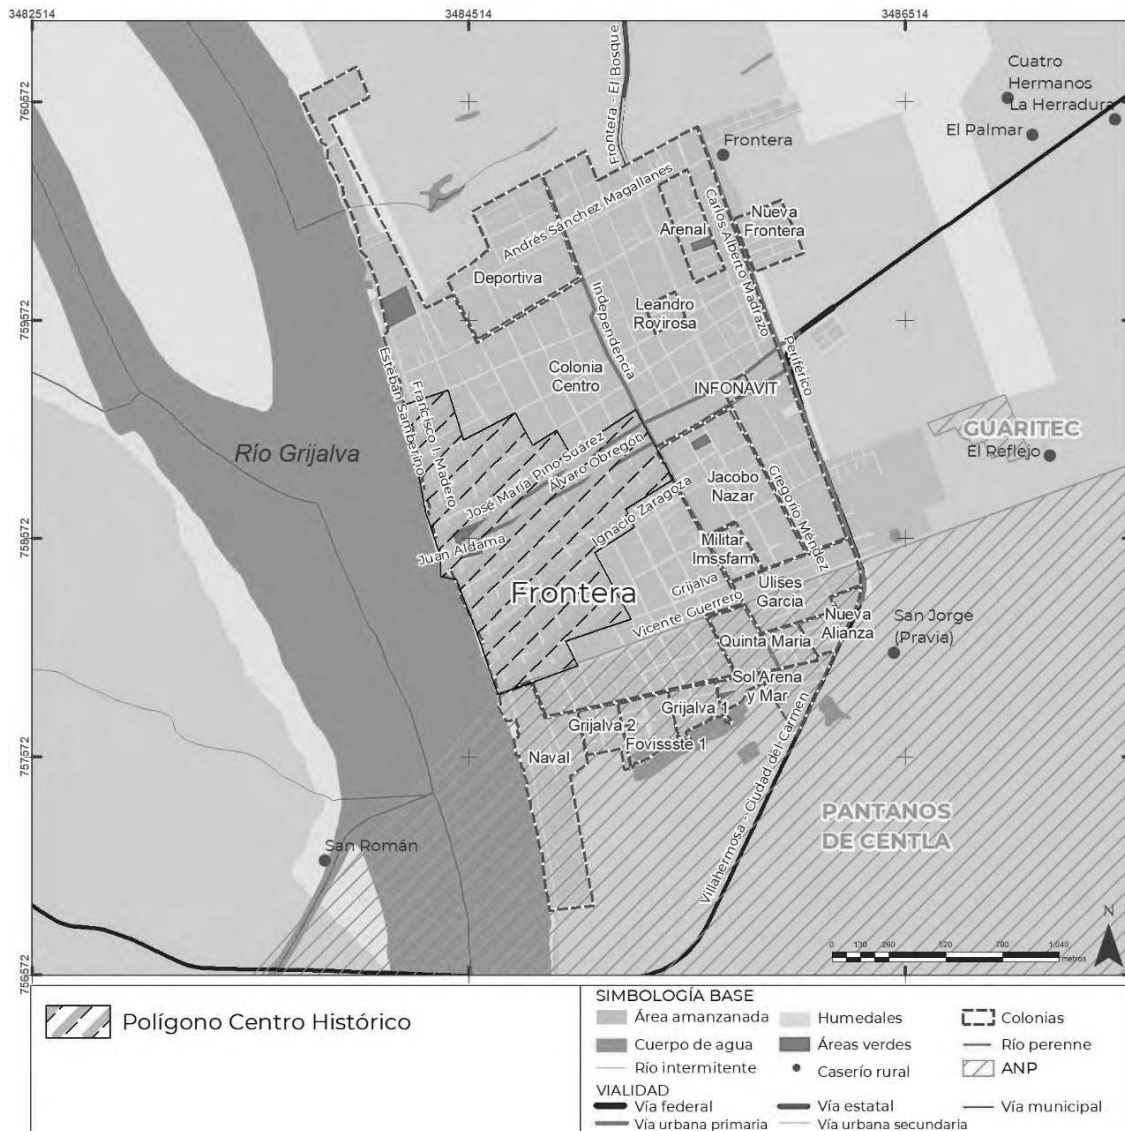 3482514
3484514
3486514
760572
759572
758572
757572
756572
Frontera - El Bosque
Cuatro
Hermanos
La Herradura
El Palmar
Frontera
Andrés Sánchez Magallanes
Arenal
Carlos Alberto Madrazo
Nueva
Frontera
Deportiva
Independencia
Leandro
Rovirosa
Periférico
Colonia
Centro
INFONAVIT
Esteban Samberino
Francisco I. Madero
Río Grijalva
José María Pino Suárez
Álvaro Obregón
GUARITEC
El Reflejo
Jacobo
Nazar
Gregorio Méndez
Ignacio Zaragoza
Juan Aldama
Militar
Imssfam
Frontera
Grijalva
Ulises
Garcia
Vicente Guerrero
Nueva
Alianza
San Jorge
(Pravia)
Quinta Maria
Sol Arena
y Mar
Grijalva 1
Grijalva 2
Fovissste 1
Naval
Villahermosa - Ciudad del Carmen
PANTANOS
DE CENTLA
San Román
N
0 130 260 520 780 1,040
metros
Polígono Centro Histórico
SIMBOLOGÍA BASE
Área amanzanada
Humedales
Colonias
Cuerpo de agua
Áreas verdes
Río perenne
Río intermitente
Caserío rural
ANP
VIALIDAD
Vía federal
Vía estatal
Vía municipal
Vía urbana primaria
Vía urbana secundaria